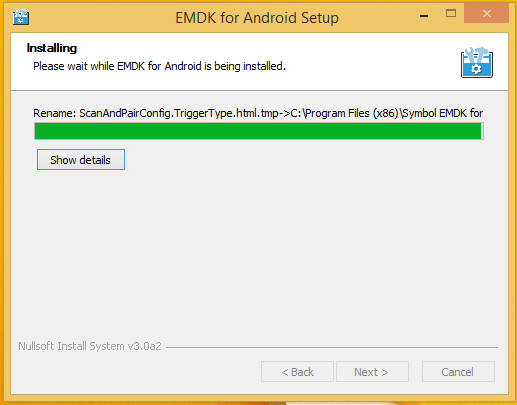 EMDK for Android Setup
Installing
Please wait while EMDK for Android is being installed.
Rename: ScanAndPairConfig.TriggerType.html.tmp->C:\Program Files (x86)\Symbol EMDK for
Show details
Nullsoft Install System v3.0a2
< Back
Next >
Cancel